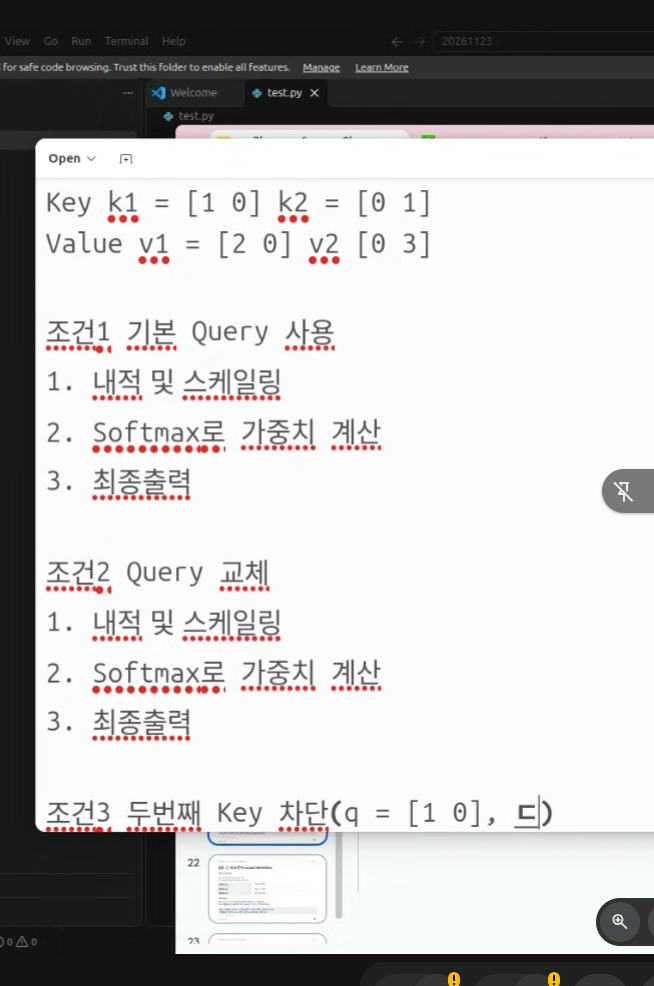 View Go Run Terminal Help 20261123
for safe code browsing. Trust this folder to enable all features. Manage Learn More
Welcome test.py
test.py
Open
Key k1 = [1 0] k2 = [0 1]
Value v1 = [2 0] v2 [0 3]
조건1 기본 Query 사용
1. 내적 및 스케일링
2. Softmax로 가중치 계산
3. 최종출력
조건2 Query 교체
1. 내적 및 스케일링
2. Softmax로 가중치 계산
3. 최종출력
조건3 두번째 Key 차단(q = [1 0], ㄷ)
22
23
0 0